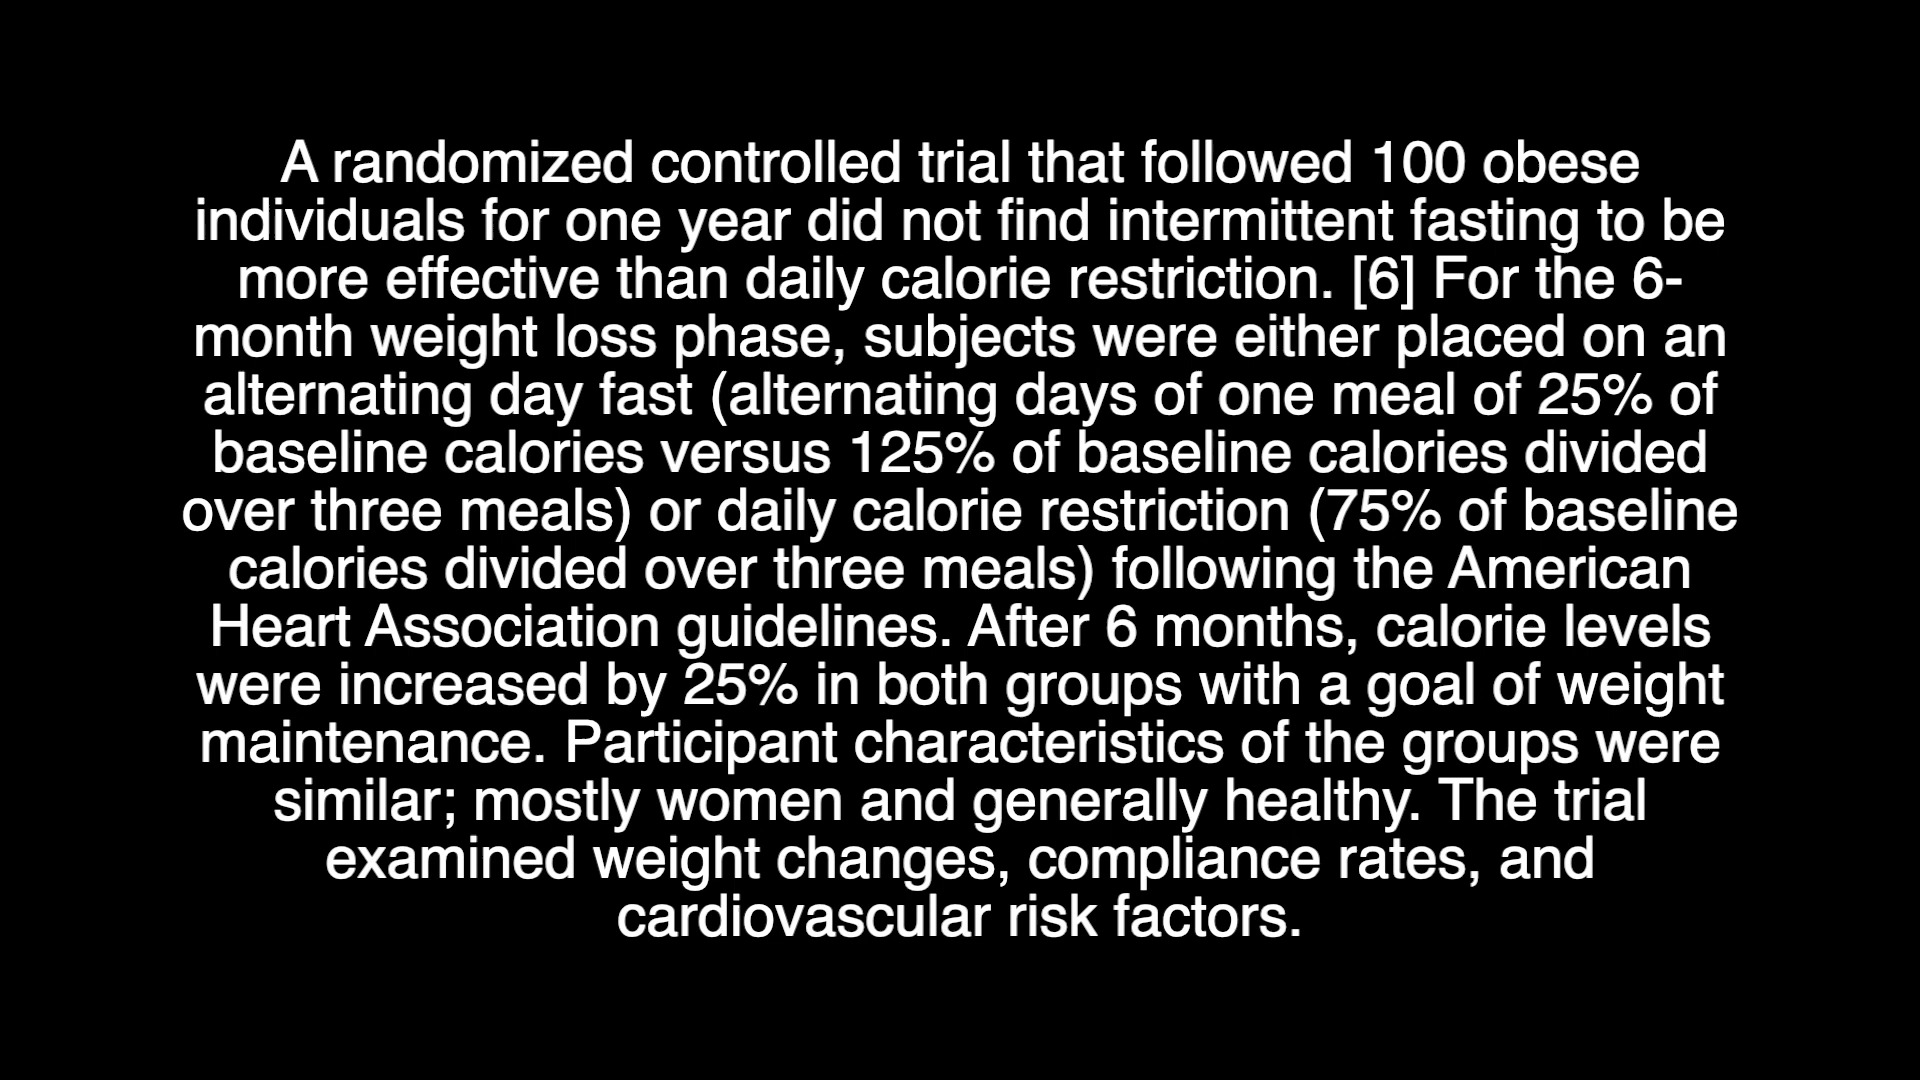 A randomized controlled trial that followed 100 obese
individuals for one year did not find intermittent fasting to be
more effective than daily calorie restriction. [6] For the 6-
month weight loss phase, subjects were either placed on an
alternating day fast (alternating days of one meal of 25% of
baseline calories versus 125% of baseline calories divided
over three meals) or daily calorie restriction (75% of baseline
calories divided over three meals) following the American
Heart Association guidelines. After 6 months, calorie levels
were increased by 25% in both groups with a goal of weight
maintenance. Participant characteristics of the groups were
similar; mostly women and generally healthy. The trial
examined weight changes, compliance rates, and
cardiovascular risk factors.